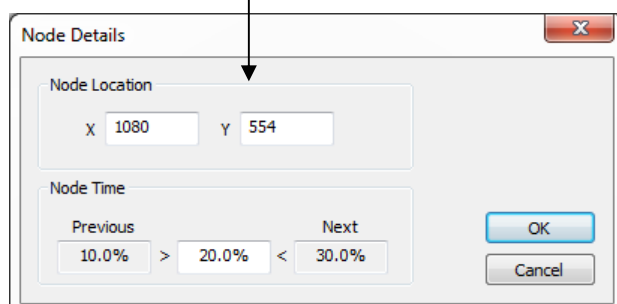 Node Details
Node Location
X 1080 Y 554
Node Time
Previous Next
10.0% > 20.0% < 30.0%
OK
Cancel